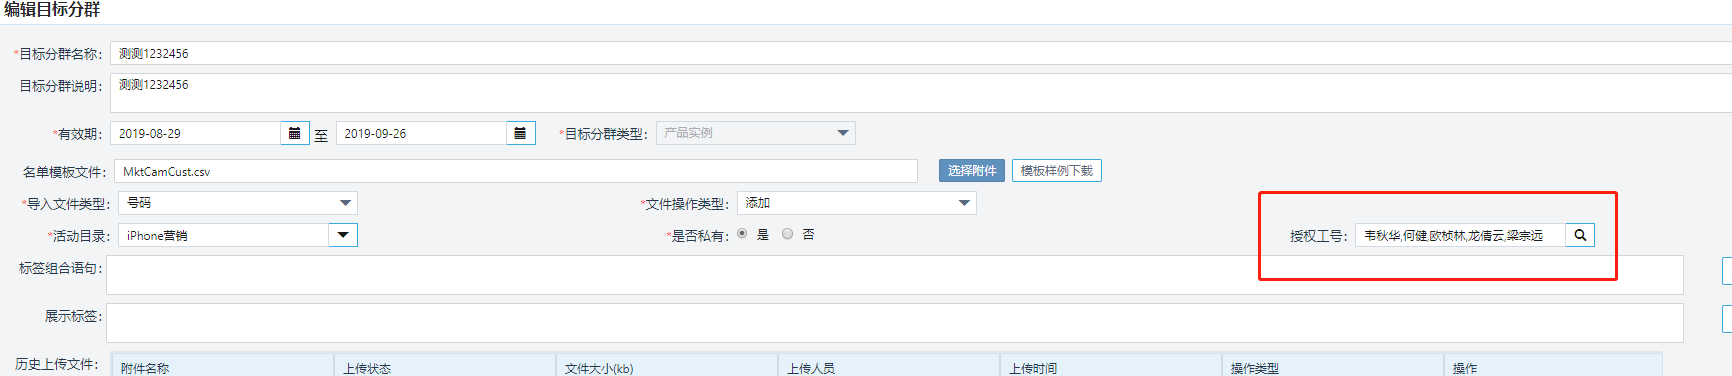 编辑目标分群
*目标分群名称: 测测1232456
目标分群说明: 测测1232456
*有效期: 2019-08-29 至 2019-09-26 *目标分群类型: 产品实例
名单模板文件: MktCamCust.csv 选择附件 模板样例下载
*导入文件类型: 号码 *文件操作类型: 添加
*活动目录: iPhone营销 *是否私有: 是 否 授权工号: 韦秋华,何健,欧桢林,龙倩云,梁宗远
标签组合语句:
展示标签:
历史上传文件: 附件名称 上传状态 文件大小(kb) 上传人员 上传时间 操作类型 操作